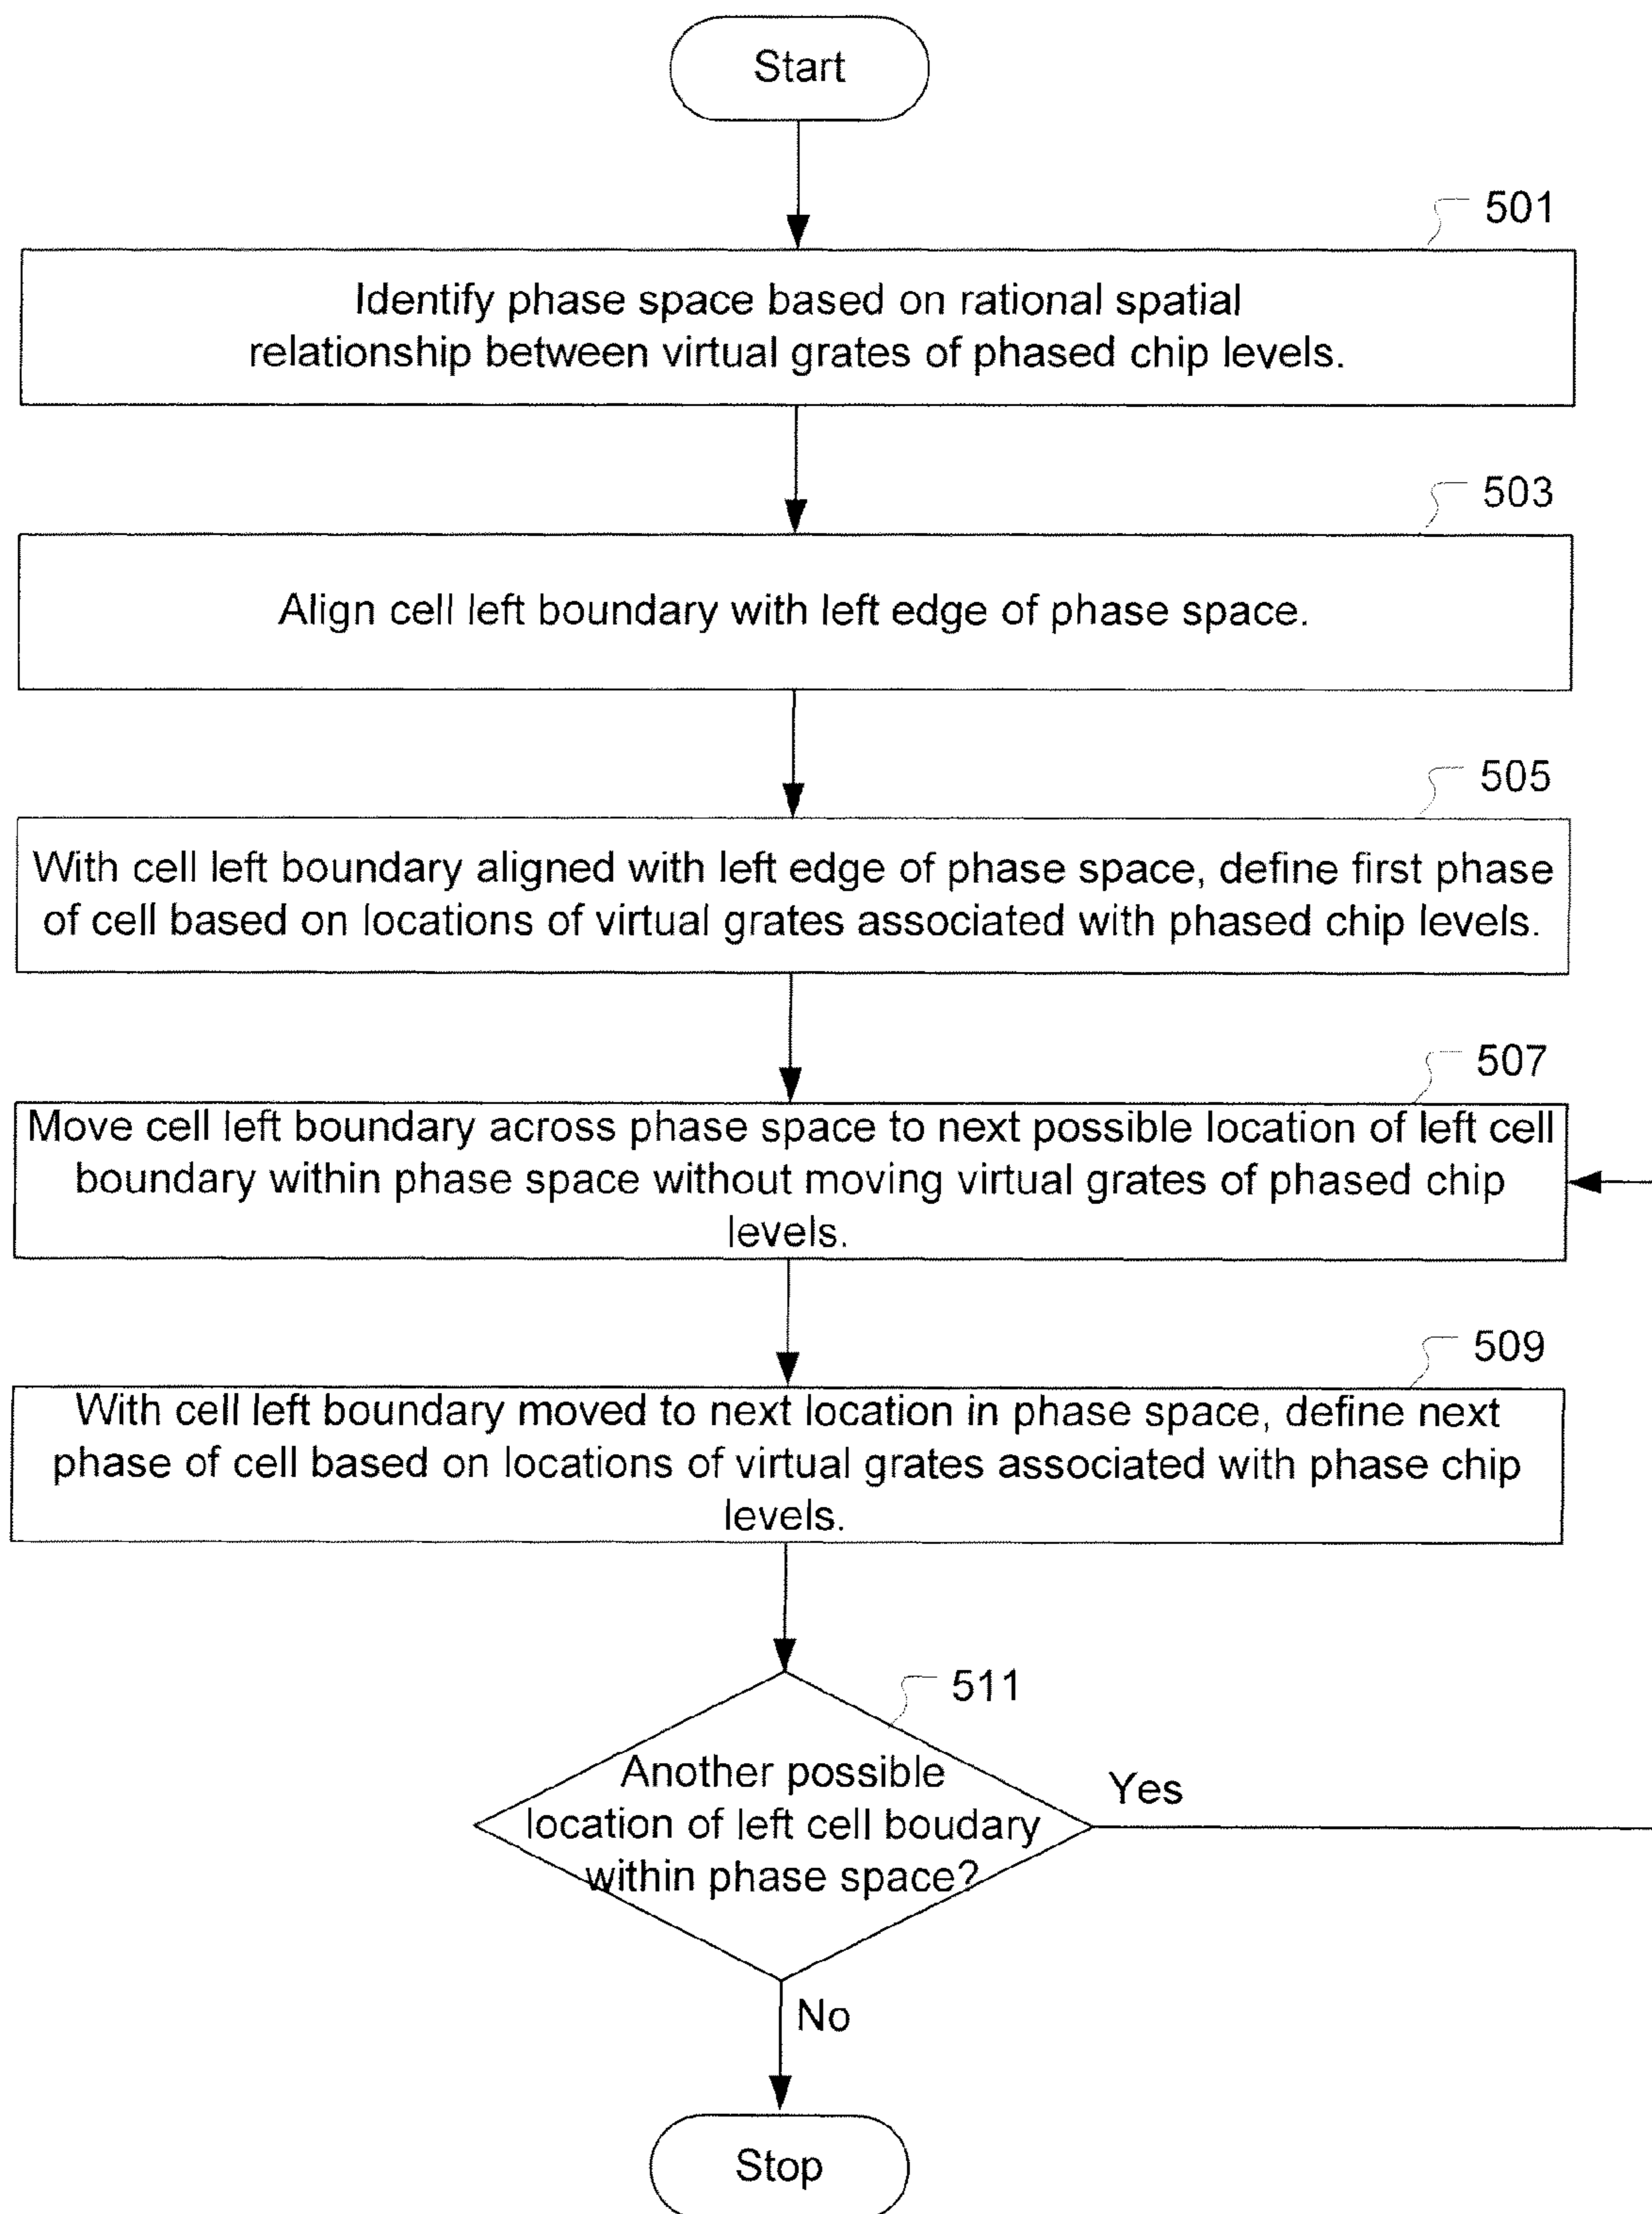 Start
501
Identify phase space based on rational spatial
relationship between virtual grates of phased chip levels.
503
Align cell left boundary with left edge of phase space.
505
With cell left boundary aligned with left edge of phase space, define first phase
of cell based on locations of virtual grates associated with phased chip levels.
507
Move cell left boundary across phase space to next possible location of left cell
boundary within phase space without moving virtual grates of phased chip
levels.
509
With cell left boundary moved to next location in phase space, define next
phase of cell based on locations of virtual grates associated with phase chip
levels.
511
Another possible
location of left cell boudary
within phase space?
Yes
No
Stop